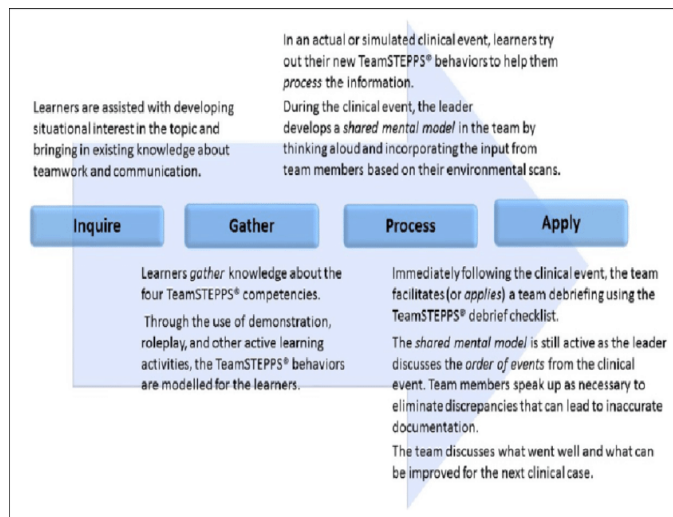 In an actual or simulated clinical event, learners try
out their new TeamSTEPPS® behaviors to help them
process the information.
During the clinical event, the leader
develops a shared mental model in the team by
thinking aloud and incorporating the input from
team members based on their environmental scans.
Learners are assisted with developing
situational interest in the topic and
bringing in existing knowledge about
teamwork and communication.
Inquire
Gather
Process
Apply
Learners gather knowledge about the
four TeamSTEPPS® competencies.
Through the use of demonstration,
roleplay, and other active learning
activities, the TeamSTEPPS® behaviors
are modelled for the learners.
Immediately following the clinical event, the team
facilitates (or applies) a team debriefing using the
TeamSTEPPS® debrief checklist.
The shared mental model is still active as the leader
discusses the order of events from the clinical
event. Team members speak up as necessary to
eliminate discrepancies that can lead to inaccurate
documentation.
The team discusses what went well and what can
be improved for the next clinical case.